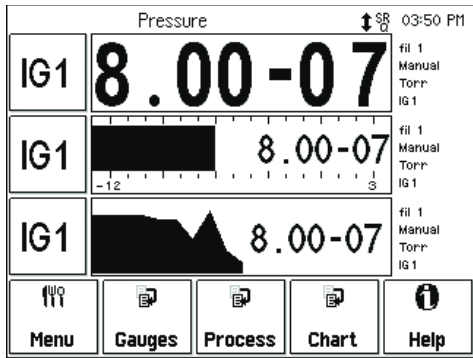 Pressure SRQ 03:50 PM
IG1 8.00-07 fil 1
Manual
Torr
IG1
IG1 8.00-07 fil 1
Manual
Torr
-12 3 IG1
IG1 8.00-07 fil 1
Manual
Torr
IG1
Menu Gauges Process Chart Help